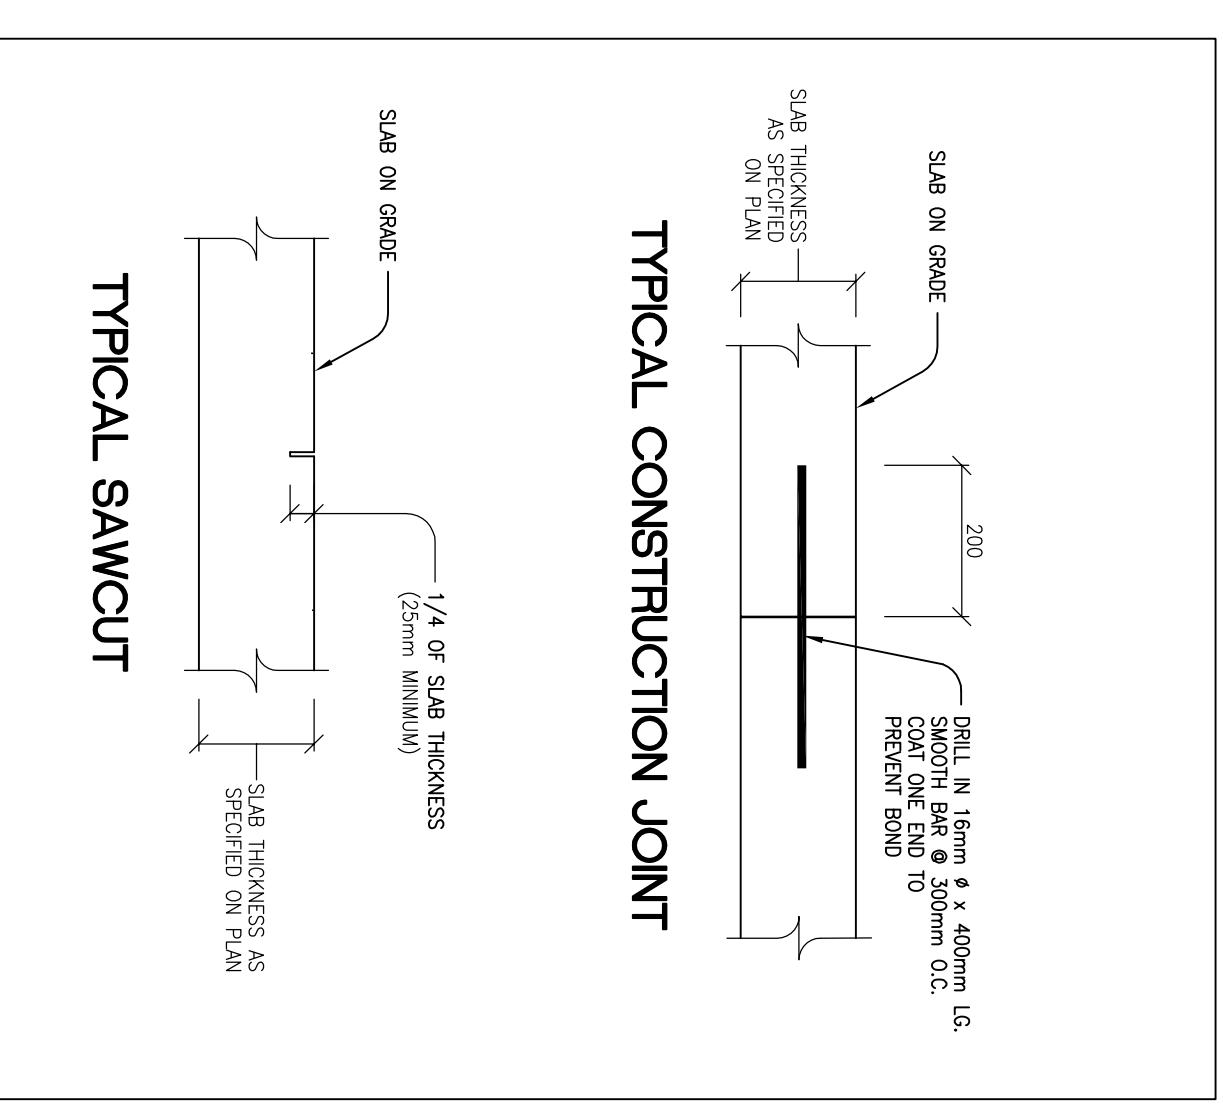 SLAB ON GRADE
200
DRILL IN 16mm ø x 400mm LG.
SMOOTH BAR @ 300mm O.C.
COAT ONE END TO
PREVENT BOND
SLAB THICKNESS
AS SPECIFIED
ON PLAN
TYPICAL CONSTRUCTION JOINT
SLAB ON GRADE
1/4 OF SLAB THICKNESS
(25mm MINIMUM)
SLAB THICKNESS AS
SPECIFIED ON PLAN
TYPICAL SAWCUT